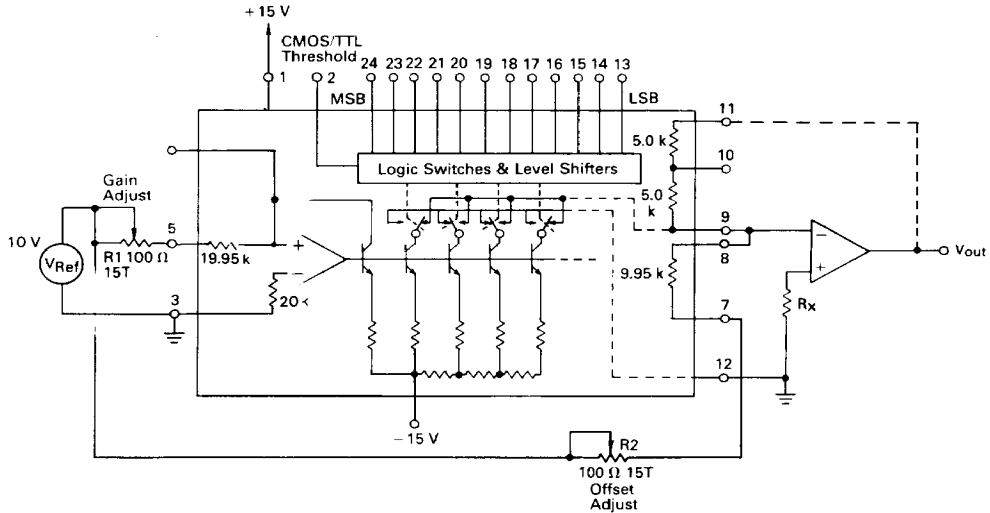 +15 V
CMOS/TTL
Threshold
1
2
24
23
22
21
20
19
18
17
16
15
14
13
MSB
LSB
Logic Switches & Level Shifters
Gain
Adjust
10 V
VRef
R1 100 Ω
15T
5
19.95 k
+
-
20 k
3
-15 V
5.0 k
11
10
5.0
k
9
8
9.95 k
7
12
-
+
Rx
Vout
R2
100 Ω 15T
Offset
Adjust